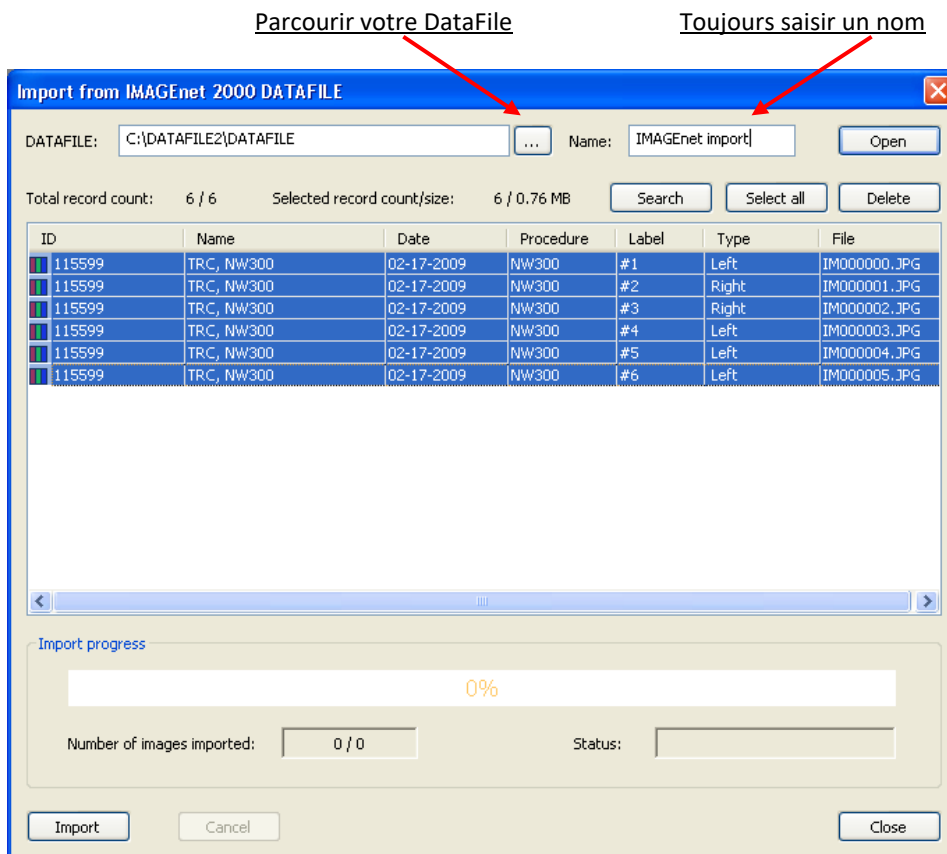 Parcourir votre DataFile Toujours saisir un nom
Import from IMAGEnet 2000 DATAFILE
DATAFILE: C:\DATAFILE2\DATAFILE ... Name: IMAGEnet import Open
Total record count: 6 / 6 Selected record count/size: 6 / 0.76 MB Search Select all Delete
ID Name Date Procedure Label Type File
115599 TRC, NW300 02-17-2009 NW300 #1 Left IM000000.JPG
115599 TRC, NW300 02-17-2009 NW300 #2 Right IM000001.JPG
115599 TRC, NW300 02-17-2009 NW300 #3 Right IM000002.JPG
115599 TRC, NW300 02-17-2009 NW300 #4 Left IM000003.JPG
115599 TRC, NW300 02-17-2009 NW300 #5 Left IM000004.JPG
115599 TRC, NW300 02-17-2009 NW300 #6 Left IM000005.JPG
Import progress
0%
Number of images imported: 0 / 0 Status:
Import Cancel Close